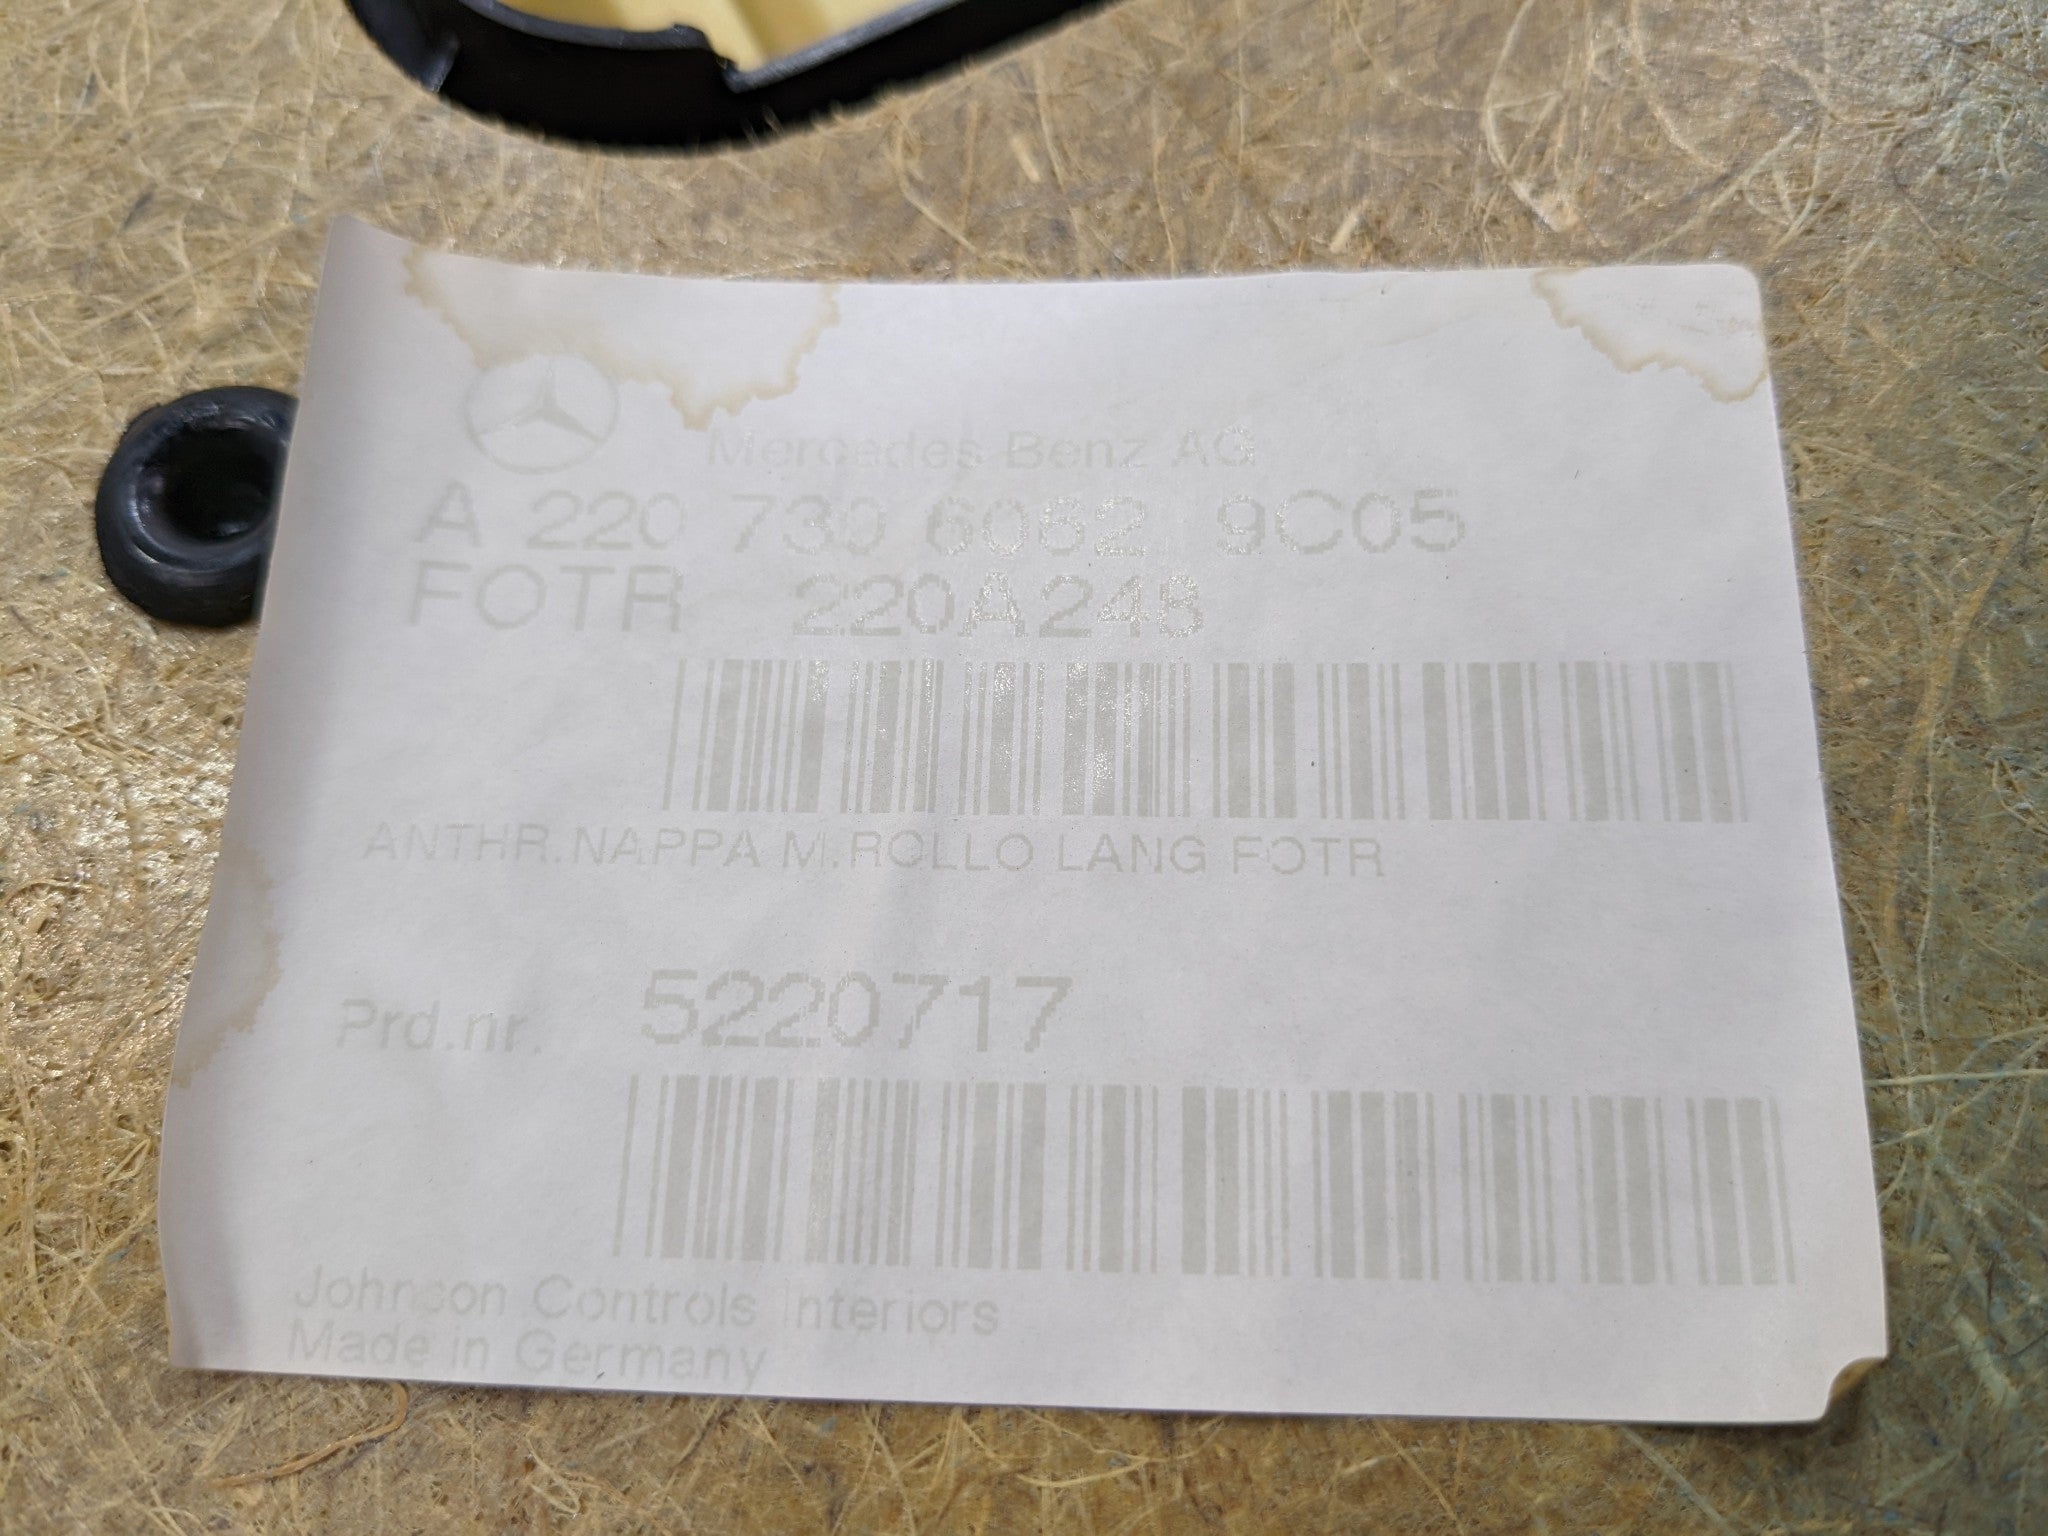 Mercedes Benz AG
A 220 730 6062 9C05
FOTR 220A248
ANTHR.NAPPA M.ROLLO LANG FOTR
Prd.nr. 5220717
Johnson Controls Interiors
Made in Germany